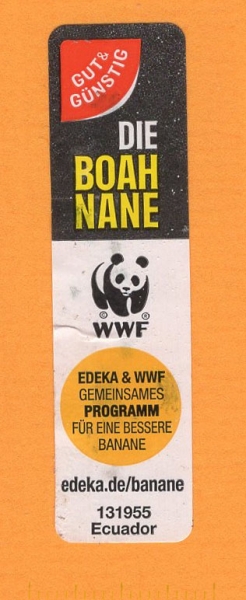 GUT&
GÜNSTIG
DIE
BOAH
NANE
© ®
WWF
EDEKA & WWF
GEMEINSAMES
PROGRAMM
FÜR EINE BESSERE
BANANE
edeka.de/banane
131955
Ecuador